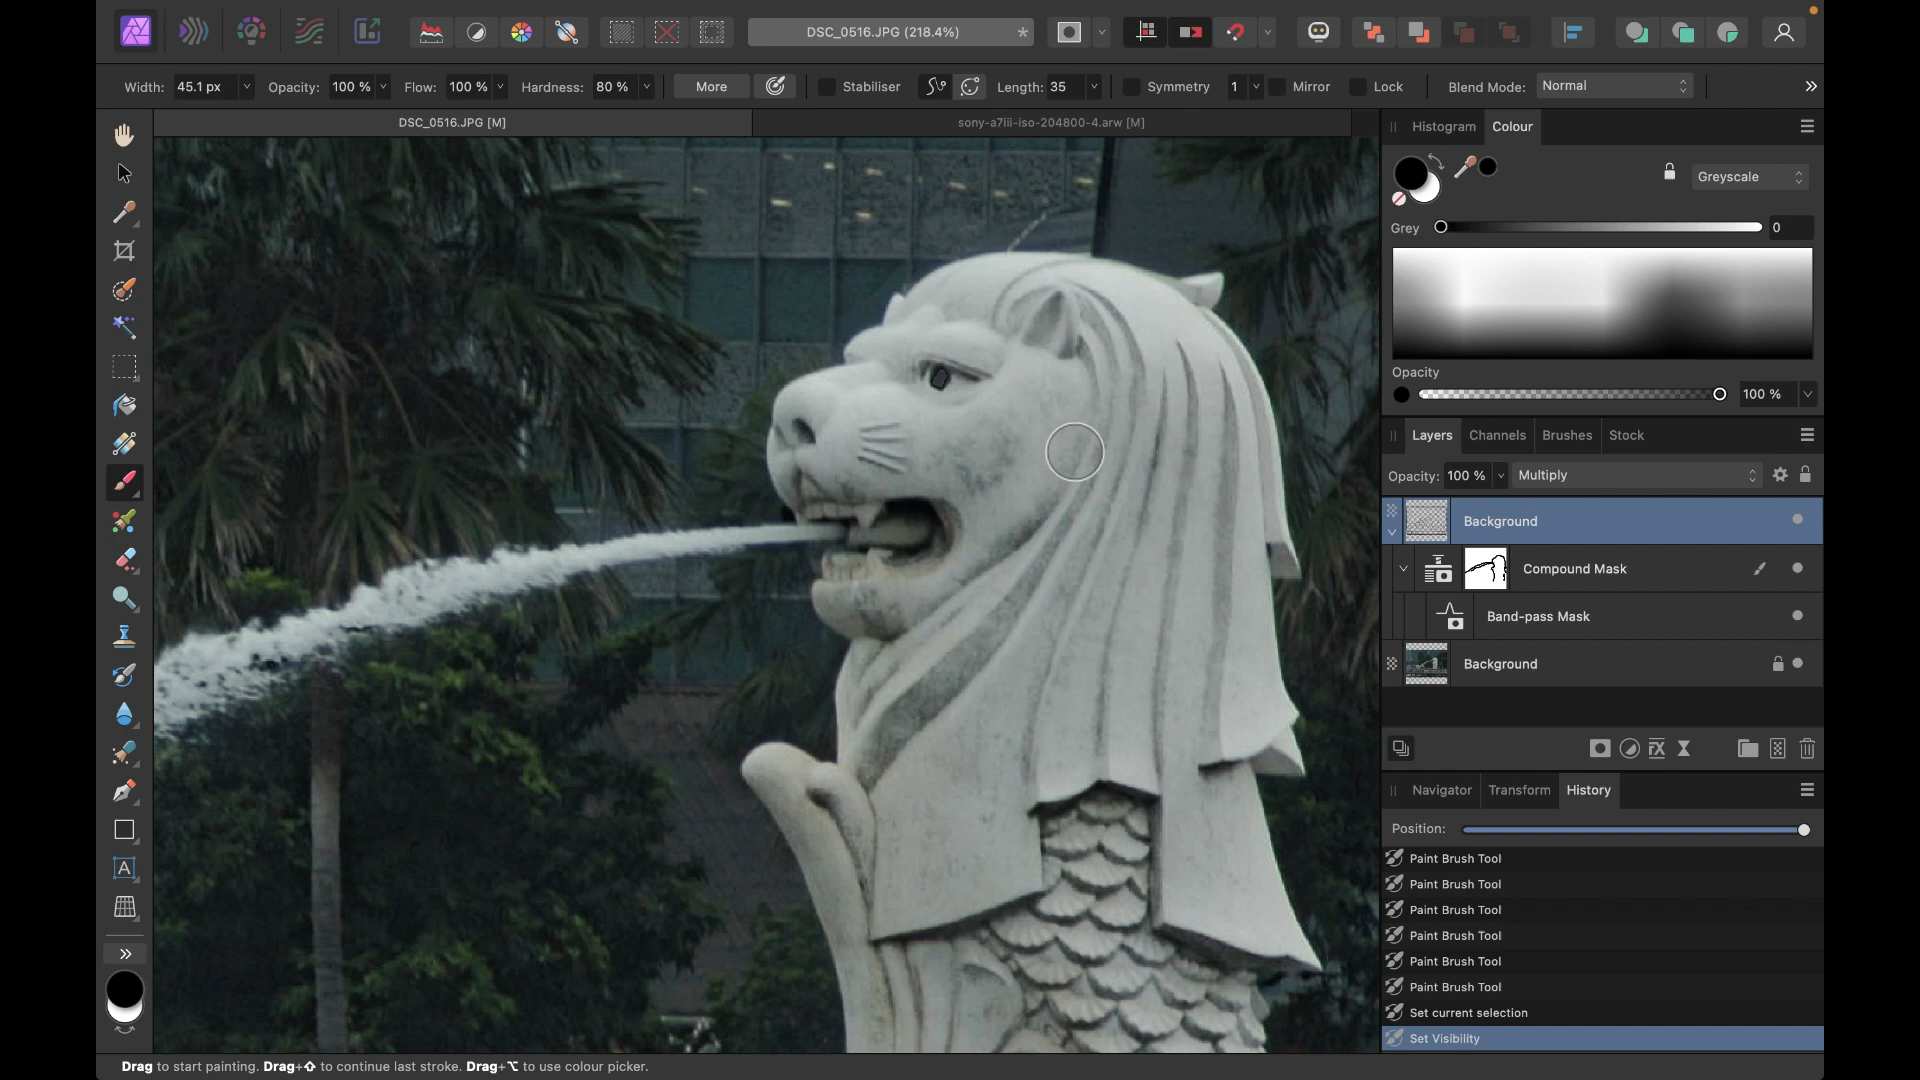 DSC_0516.JPG (218.4%) *
Width: 45.1 px Opacity: 100 % Flow: 100 % Hardness: 80 % More Stabiliser Length: 35 Symmetry 1 Mirror Lock Blend Mode: Normal
DSC_0516.JPG [M] sony-a7iii-iso-204800-4.arw [M]
Histogram Colour
Greyscale
Grey 0
Opacity
100 %
Layers Channels Brushes Stock
Opacity: 100 % Multiply
Background
Compound Mask
Band-pass Mask
Background
Navigator Transform History
Position:
Paint Brush Tool
Paint Brush Tool
Paint Brush Tool
Paint Brush Tool
Paint Brush Tool
Paint Brush Tool
Set current selection
Set Visibility
Drag to start painting. Drag+⇧ to continue last stroke. Drag+⌥ to use colour picker.